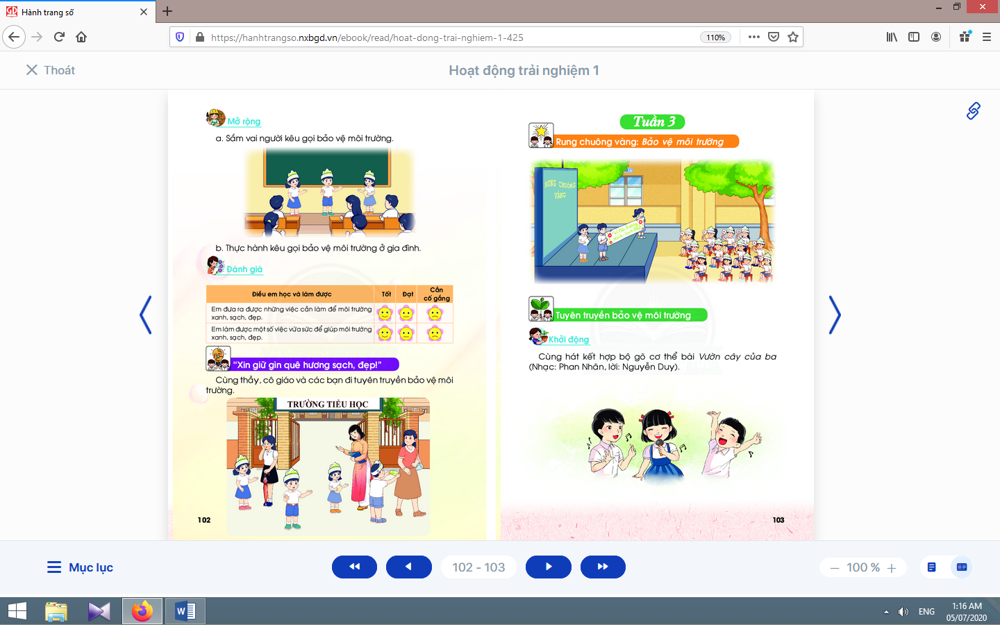 Hành trang số
https://hanhtrangso.nxbgd.vn/ebook/read/hoat-dong-trai-nghiem-1-425
110%
Thoát
Hoạt động trải nghiệm 1
Mở rộng
a. Sắm vai người kêu gọi bảo vệ môi trường.
b. Thực hành kêu gọi bảo vệ môi trường ở gia đình.
Đánh giá
Điều em học và làm được
Tốt
Đạt
Cần
cố gắng
Em đưa ra được những việc cần làm để môi trường
xanh, sạch, đẹp.
Em làm được một số việc vừa sức để giúp môi trường
xanh, sạch, đẹp.
“Xin giữ gìn quê hương sạch, đẹp!”
Cùng thầy, cô giáo và các bạn đi tuyên truyền bảo vệ môi
trường.
TRƯỜNG TIỂU HỌC
102
Tuần 3
Rung chuông vàng: Bảo vệ môi trường
1A
RUNG CHUÔNG
VÀNG
Vì môi trường
Tuyên truyền bảo vệ môi trường
Khởi động
Cùng hát kết hợp bộ gõ cơ thể bài Vườn cây của ba
(Nhạc: Phan Nhân, lời: Nguyễn Duy).
103
Mục lục
102 - 103
100 %
ENG
1:16 AM
05/07/2020